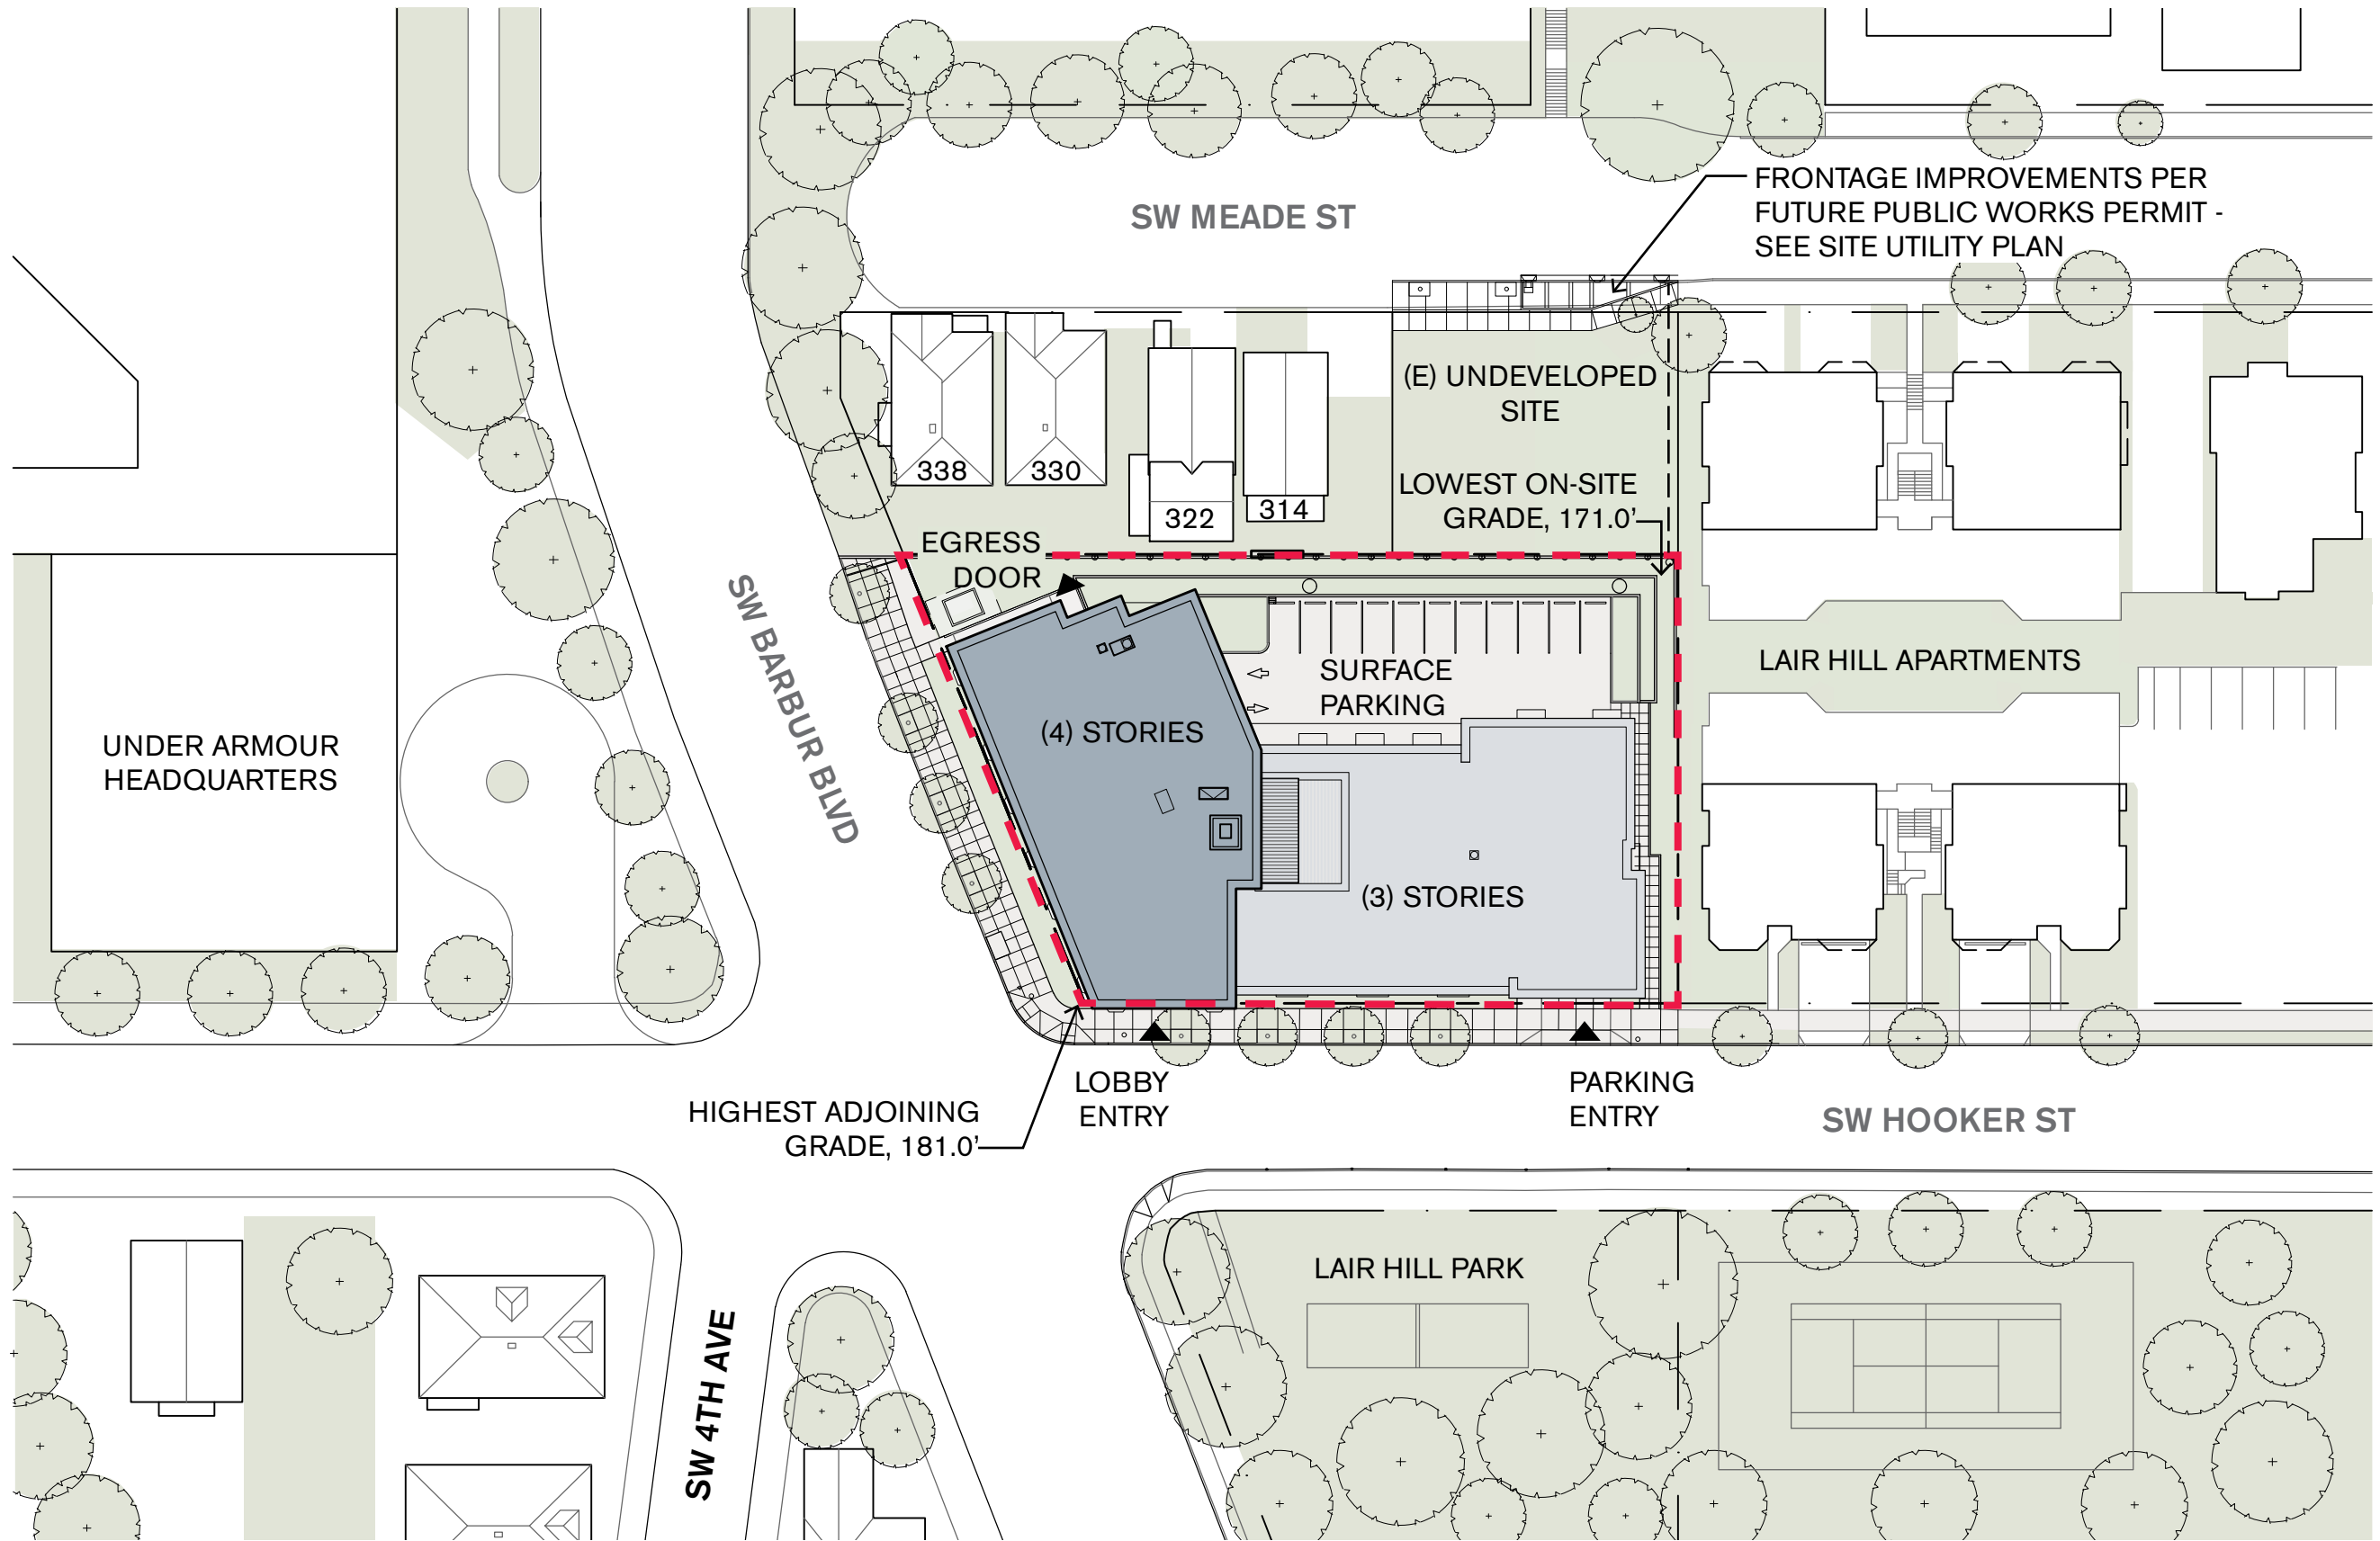 SW MEADE ST
FRONTAGE IMPROVEMENTS PER
FUTURE PUBLIC WORKS PERMIT -
SEE SITE UTILITY PLAN
(E) UNDEVELOPED
SITE
338
330
322
314
LOWEST ON-SITE
GRADE, 171.0'
EGRESS
DOOR
SW BARBUR BLVD
SURFACE
PARKING
LAIR HILL APARTMENTS
(4) STORIES
UNDER ARMOUR
HEADQUARTERS
(3) STORIES
LOBBY
ENTRY
PARKING
ENTRY
HIGHEST ADJOINING
GRADE, 181.0'
SW HOOKER ST
LAIR HILL PARK
SW 4TH AVE